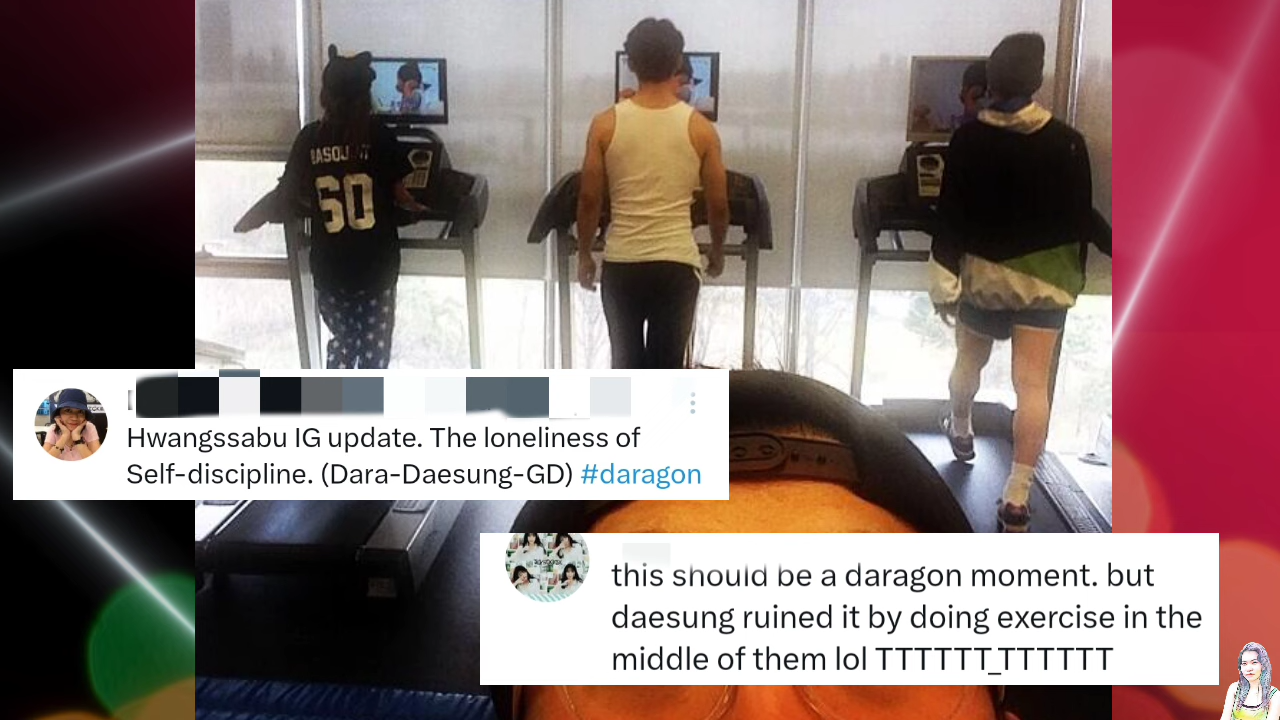 60
Hwangssabu IG update. The loneliness of
Self-discipline. (Dara-Daesung-GD) #daragon
this should be a daragon moment. but
daesung ruined it by doing exercise in the
middle of them lol TTTTTT_TTTTTT